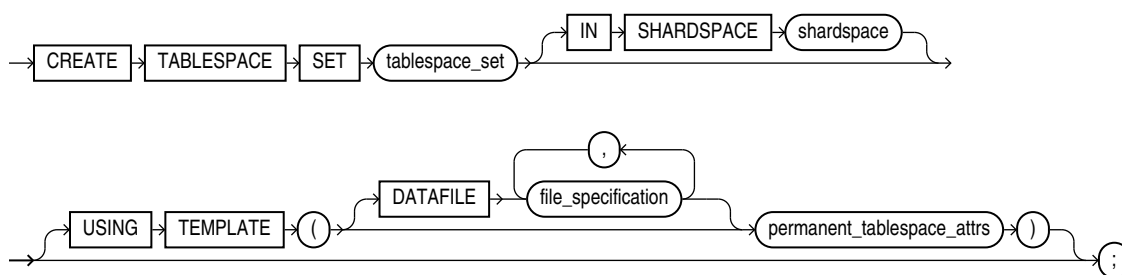 IN SHARDSPACE shardspace
CREATE TABLESPACE SET tablespace_set
,
DATAFILE file_specification
USING TEMPLATE ( permanent_tablespace_attrs )
;